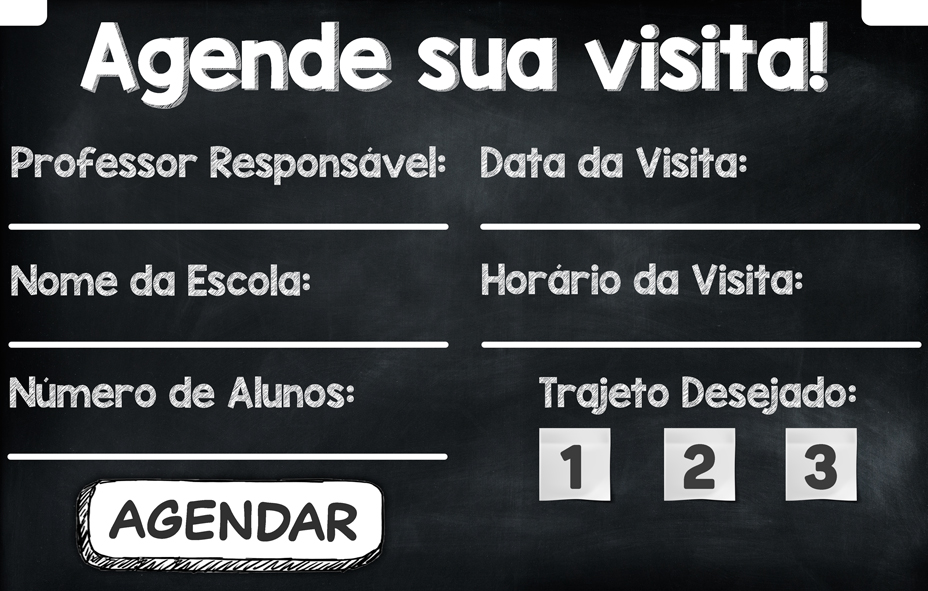 Agende sua visita!
Professor Responsável:
Data da Visita:
Nome da Escola:
Horário da Visita:
Número de Alunos:
Trajeto Desejado:
1 2 3
AGENDAR